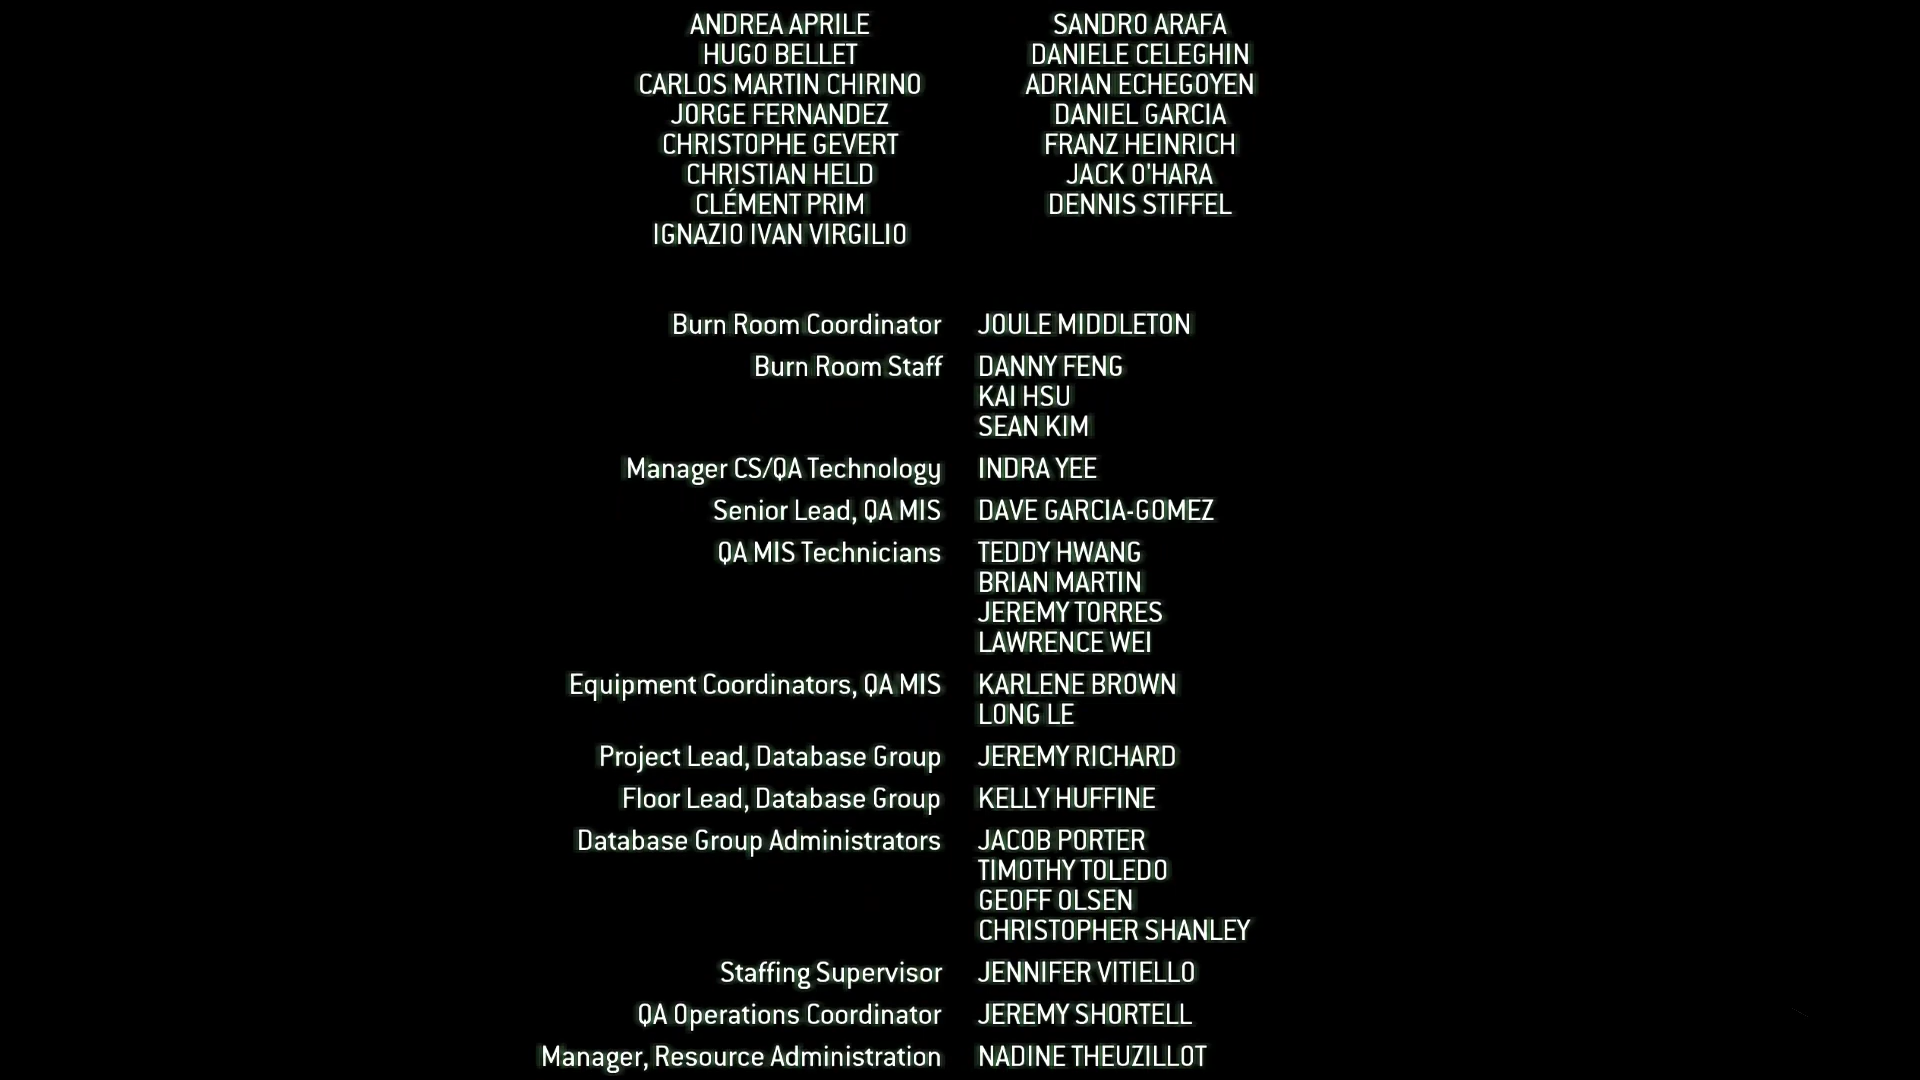 ANDREA APRILE SANDRO ARAFA
HUGO BELLET DANIELE CELEGHIN
CARLOS MARTIN CHIRINO ADRIAN ECHEGOYEN
JORGE FERNANDEZ DANIEL GARCIA
CHRISTOPHE GEVERT FRANZ HEINRICH
CHRISTIAN HELD JACK O'HARA
CLÉMENT PRIM DENNIS STIFFEL
IGNAZIO IVAN VIRGILIO
Burn Room Coordinator JOULE MIDDLETON
Burn Room Staff DANNY FENG
KAI HSU
SEAN KIM
Manager CS/QA Technology INDRA YEE
Senior Lead, QA MIS DAVE GARCIA-GOMEZ
QA MIS Technicians TEDDY HWANG
BRIAN MARTIN
JEREMY TORRES
LAWRENCE WEI
Equipment Coordinators, QA MIS KARLENE BROWN
LONG LE
Project Lead, Database Group JEREMY RICHARD
Floor Lead, Database Group KELLY HUFFINE
Database Group Administrators JACOB PORTER
TIMOTHY TOLEDO
GEOFF OLSEN
CHRISTOPHER SHANLEY
Staffing Supervisor JENNIFER VITIELLO
QA Operations Coordinator JEREMY SHORTELL
Manager, Resource Administration NADINE THEUZILLOT